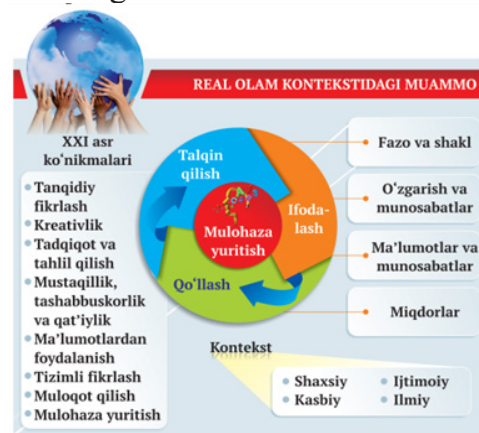 REAL OLAM KONTEKSTIDAGI MUAMMO
XXI asr
ko‘nikmalari
Tanqidiy
fikrlash
Kreativlik
Tadqiqot va
tahlil qilish
Mustaqillik,
tashabbuskorlik
va qat’iylik
Ma’lumotlardan
foydalanish
Tizimli fikrlash
Muloqot qilish
Mulohaza yuritish
Talqin
qilish
Ifoda-
lash
Mulohaza
yuritish
Qo‘llash
Fazo va shakl
O‘zgarish va
munosabatlar
Ma’lumotlar va
munosabatlar
Miqdorlar
Kontekst
Shaxsiy
Kasbiy
Ijtimoiy
Ilmiy